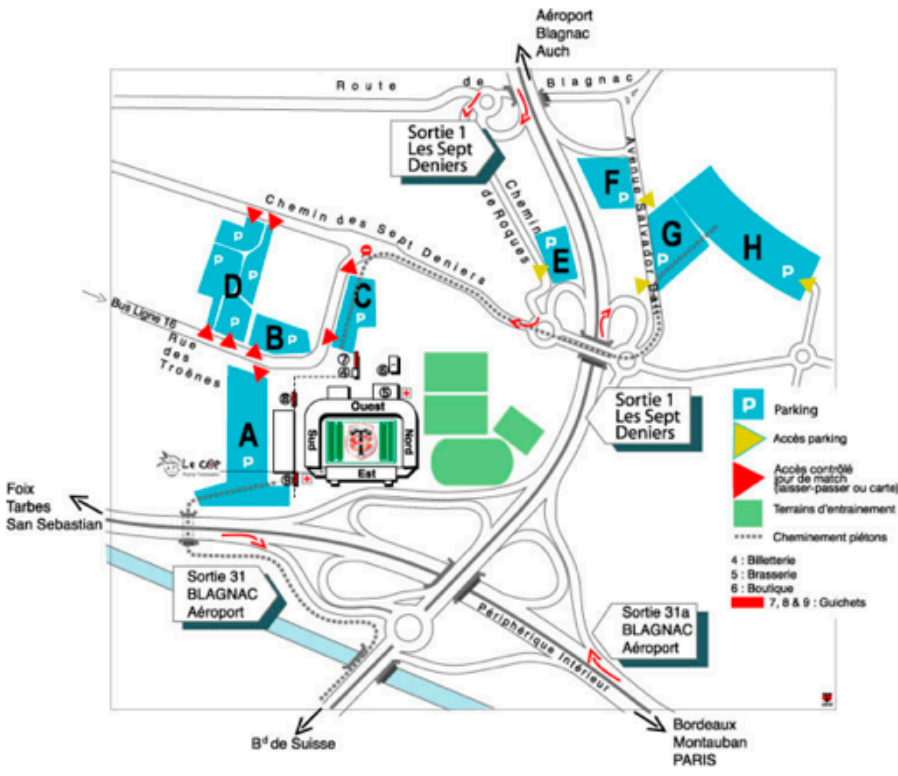 Aéroport
Blagnac
Auch
Route de Blagnac
Sortie 1
Les Sept
Deniers
Chemin de Roques
Avenue Salvador Dali
Chemin des Sept Deniers
F
P
G
P
H
P
E
P
D
P
P
P
C
P
B
P
Bus Ligne 16
Rue
des
Troènes
7
4
6
8
5
Ouest
Sud
Nord
Est
A
P
Le CȏT
9
Sortie 1
Les Sept
Deniers
P Parking
Accès parking
Accès contrôlé
jour de match
(laisser-passer ou carte)
Terrains d'entrainement
Cheminement piétons
4 : Billetterie
5 : Brasserie
6 : Boutique
7, 8 & 9 : Guichets
Foix
Tarbes
San Sebastian
Sortie 31
BLAGNAC
Aéroport
Sortie 31a
BLAGNAC
Aéroport
Périphérique intérieur
Bd de Suisse
Bordeaux
Montauban
PARIS